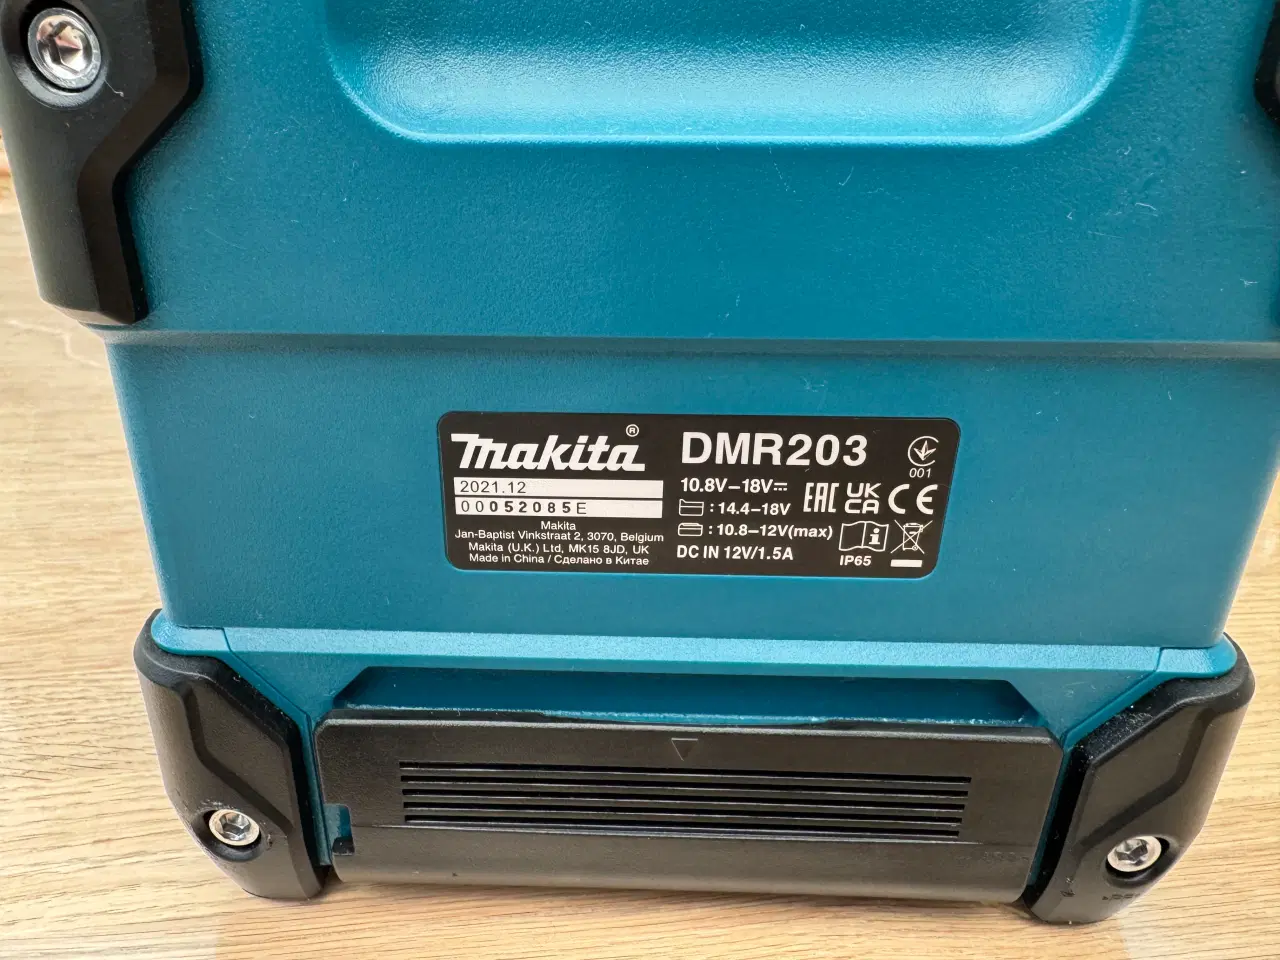 makita®
2021.12
00052085E
Makita
Jan-Baptist Vinkstraat 2, 3070, Belgium
Makita (U.K.) Ltd, MK15 8JD, UK
Made in China / Сделано в Китае
DMR203
10.8V–18V
: 14.4–18V
: 10.8–12V(max)
DC IN 12V/1.5A
001
EAC UKCA CE
IP65